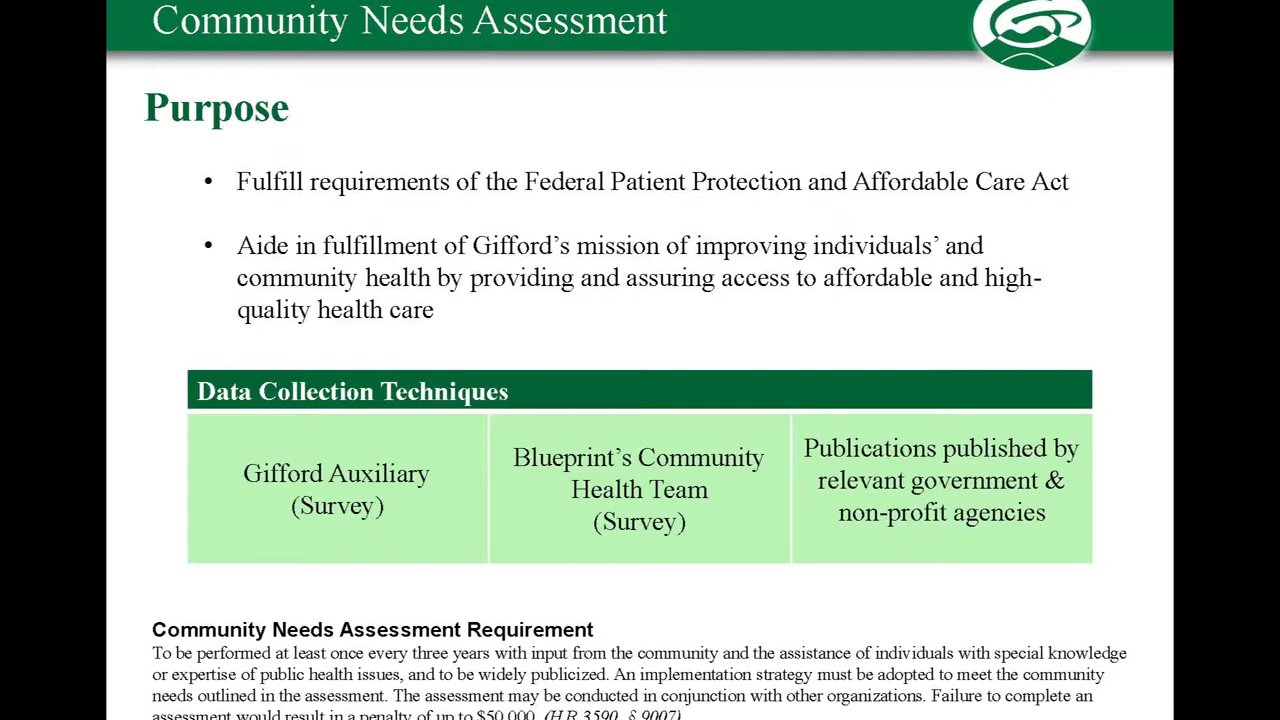 Community Needs Assessment
Purpose
• Fulfill requirements of the Federal Patient Protection and Affordable Care Act
• Aide in fulfillment of Gifford’s mission of improving individuals’ and
community health by providing and assuring access to affordable and high-
quality health care
Data Collection Techniques
Gifford Auxiliary
(Survey)
Blueprint’s Community
Health Team
(Survey)
Publications published by
relevant government &
non-profit agencies
Community Needs Assessment Requirement
To be performed at least once every three years with input from the community and the assistance of individuals with special knowledge
or expertise of public health issues, and to be widely publicized. An implementation strategy must be adopted to meet the community
needs outlined in the assessment. The assessment may be conducted in conjunction with other organizations. Failure to complete an
assessment would result in a penalty of up to $50,000. (H.R.3590, § 9007)